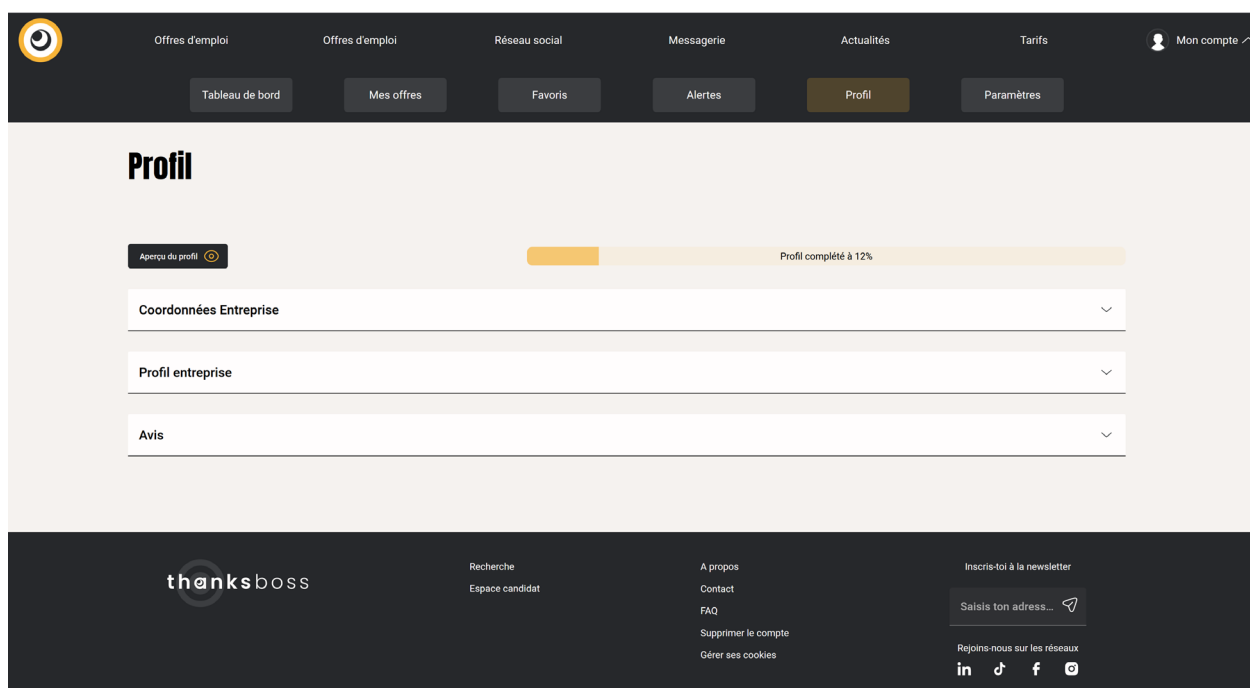 Offres d'emploi
Offres d'emploi
Réseau social
Messagerie
Actualités
Tarifs
Mon compte
Tableau de bord
Mes offres
Favoris
Alertes
Profil
Paramètres
Profil
Aperçu du profil
Profil complété à 12%
Coordonnées Entreprise
Profil entreprise
Avis
thanksboss
Recherche
Espace candidat
A propos
Contact
FAQ
Supprimer le compte
Gérer ses cookies
Inscris-toi à la newsletter
Saisis ton adress...
Rejoins-nous sur les réseaux